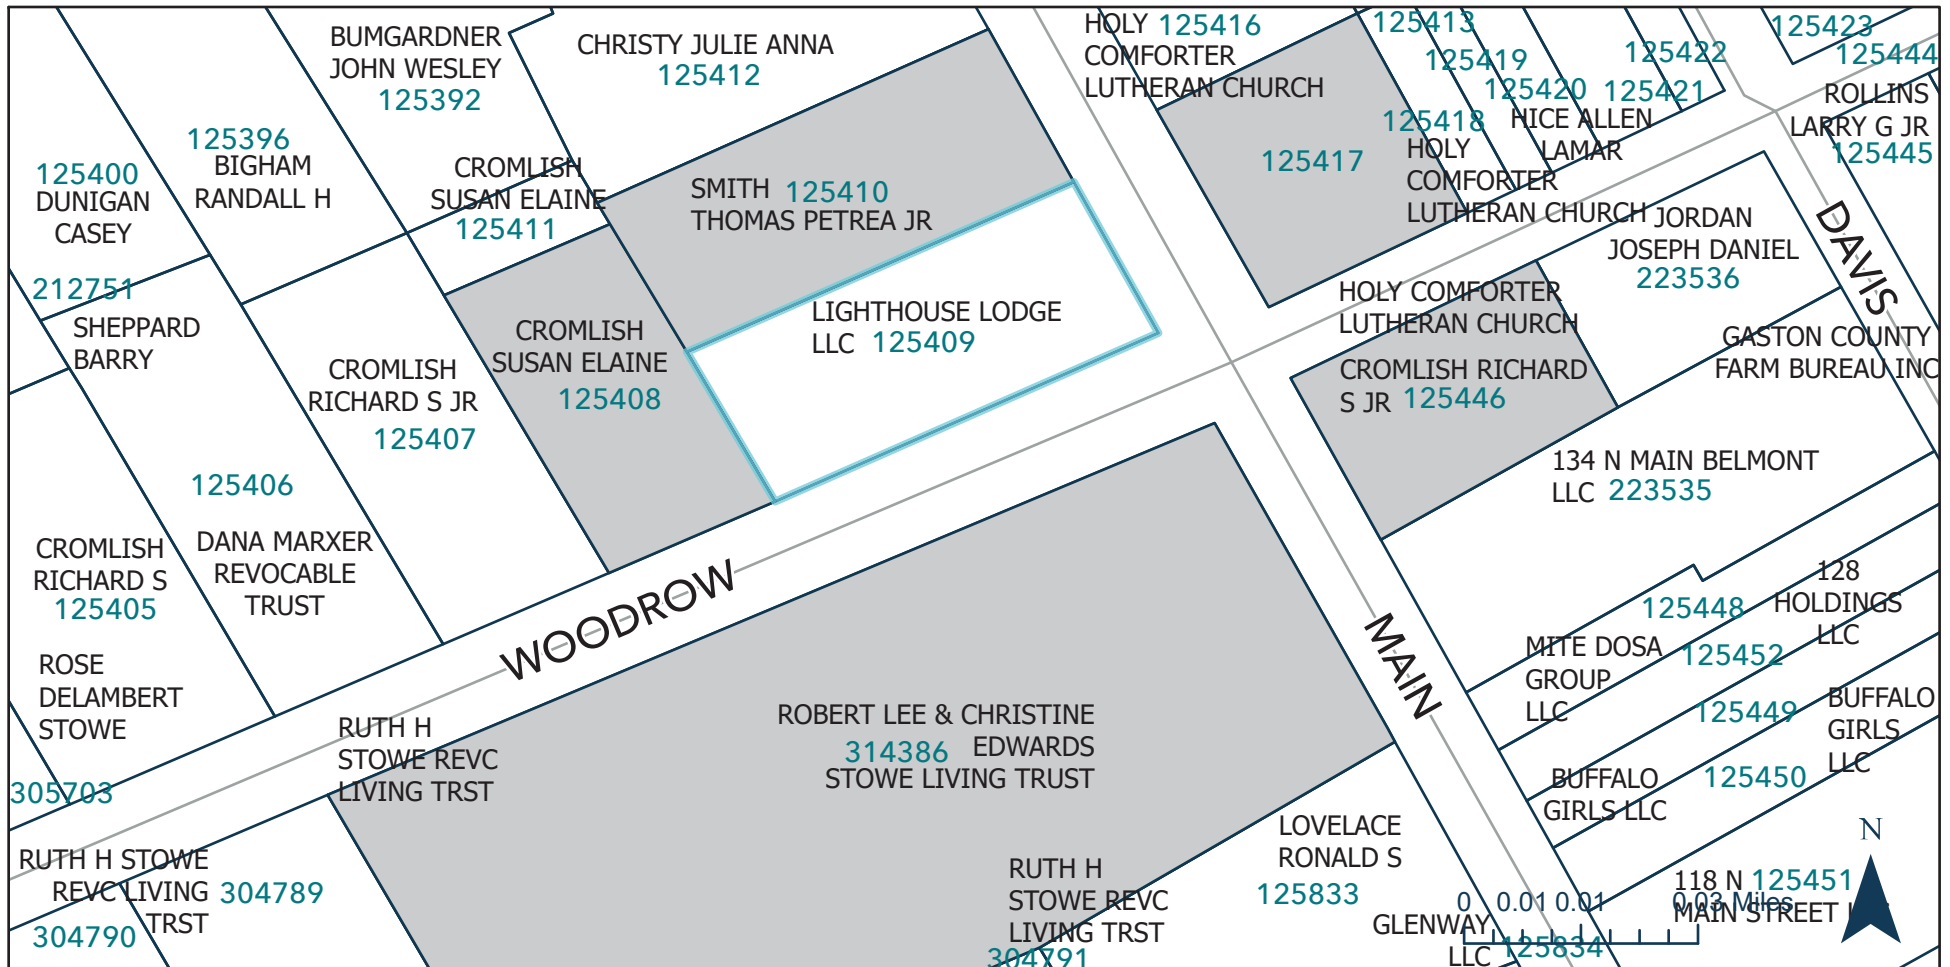 BUMGARDNER
JOHN WESLEY
125392
CHRISTY JULIE ANNA
125412
HOLY 125416
COMFORTER
LUTHERAN CHURCH
125413
125419
125420
125418
125422
125421
HICE ALLEN
LAMAR
125423
125444
ROLLINS
LARRY G JR
125445
125396
BIGHAM
RANDALL H
125400
DUNIGAN
CASEY
CROMLISH
SUSAN ELAINE
125411
SMITH 125410
THOMAS PETREA JR
125417
HOLY
COMFORTER
LUTHERAN CHURCH
JORDAN
JOSEPH DANIEL
223536
DAVIS
212751
SHEPPARD
BARRY
CROMLISH
RICHARD S JR
125407
CROMLISH
SUSAN ELAINE
125408
LIGHTHOUSE LODGE
LLC 125409
HOLY COMFORTER
LUTHERAN CHURCH
CROMLISH RICHARD
S JR 125446
GASTON COUNTY
FARM BUREAU INC
134 N MAIN BELMONT
LLC 223535
125406
DANA MARXER
REVOCABLE
TRUST
CROMLISH
RICHARD S
125405
ROSE
DELAMBERT
STOWE
305703
WOODROW
MAIN
125448
128
HOLDINGS
LLC
MITE DOSA
GROUP
LLC
125452
125449
BUFFALO
GIRLS
LLC
BUFFALO
GIRLS LLC
125450
RUTH H
STOWE REVC
LIVING TRST
ROBERT LEE & CHRISTINE
314386 EDWARDS
STOWE LIVING TRUST
LOVELACE
RONALD S
125833
RUTH H STOWE
REVC LIVING
TRST
304789
304790
RUTH H
STOWE REVC
LIVING TRST
304791
GLENWAY
LLC
125834
118 N 125451
MAIN STREET
0 0.01 0.01 0.03 Miles
N